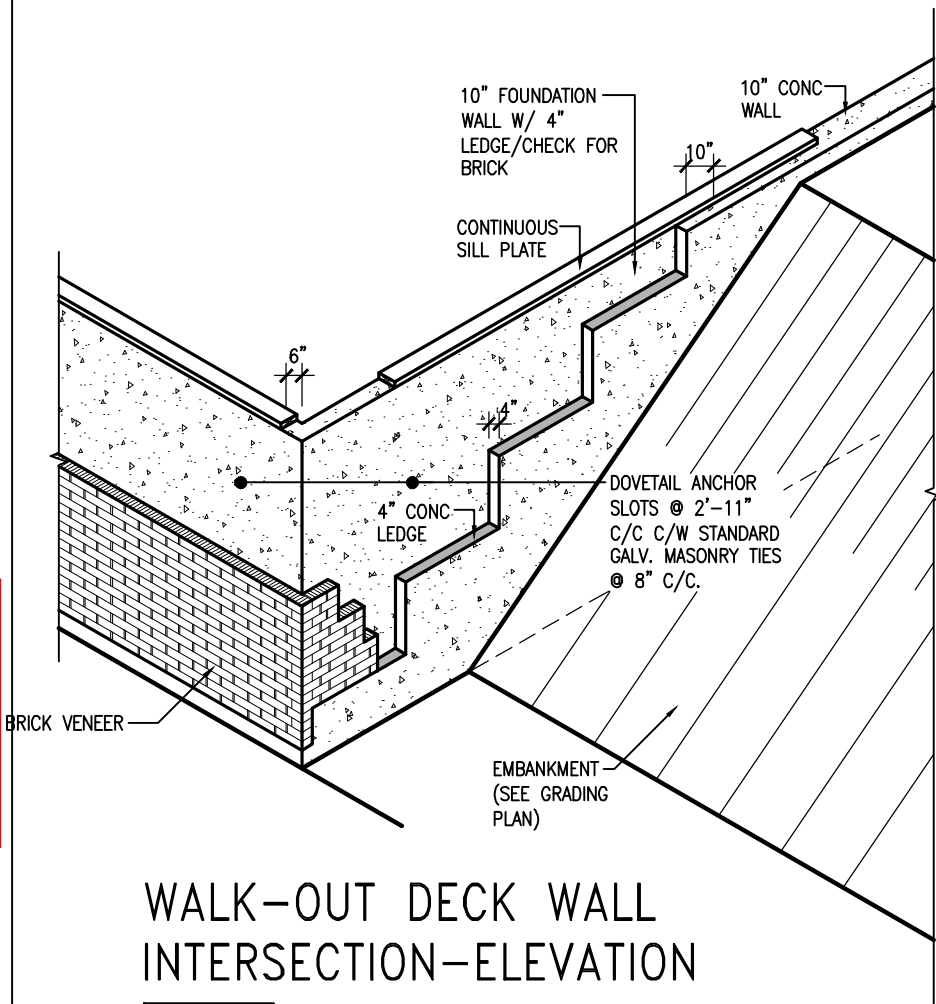 10" FOUNDATION
WALL W/ 4"
LEDGE/CHECK FOR
BRICK
10" CONC
WALL
10"
CONTINUOUS
SILL PLATE
6"
4"
DOVETAIL ANCHOR
SLOTS @ 2'-11"
C/C C/W STANDARD
GALV. MASONRY TIES
@ 8" C/C.
4" CONC
LEDGE
BRICK VENEER
EMBANKMENT
(SEE GRADING
PLAN)
WALK-OUT DECK WALL
INTERSECTION-ELEVATION